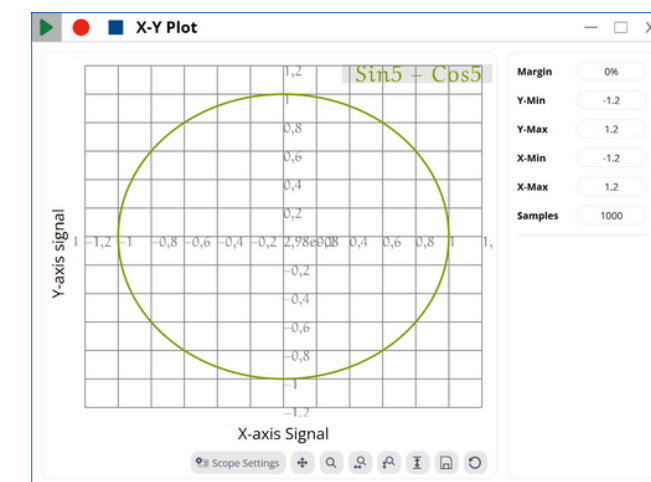 X-Y Plot
1,2
Sin5 – Cos5
1
0,8
0,6
0,4
0,2
1 -1,2 -1 -0,8 -0,6 -0,4 -0,2 0,4 0,6 0,8 1 1,
-0,2
-0,4
-0,6
-0,8
-1
-1,2
Y-axis signal
X-axis Signal
Scope Settings
Margin 0%
Y-Min -1.2
Y-Max 1.2
X-Min -1.2
X-Max 1.2
Samples 1000